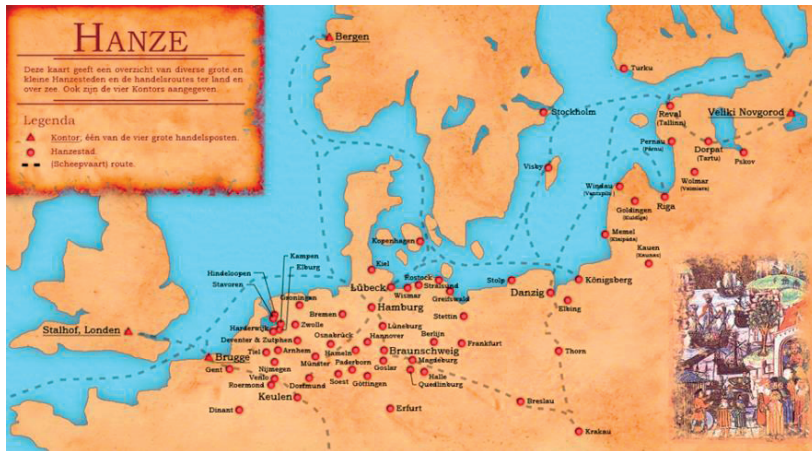 HANZE
Deze kaart geeft een overzicht van diverse grote en
kleine Hanzesteden en de handelsroutes ter land en
over zee. Ook zijn de vier Kontors aangegeven.
Legenda
Kontor, één van de vier grote handelsposten.
Hanzestad.
(Scheepvaart) route.
Bergen
Turku
Stockholm
Reval
(Tallinn)
Veliki Novgorod
Pernau
(Pärnu)
Dorpat
(Tartu)
Pskov
Visby
Wolmar
(Valmiera)
Windau
(Ventspils)
Goldingen
(Kuldiga)
Riga
Memel
(Klaipeda)
Kauen
(Kaunas)
Kopenhagen
Kampen
Elburg
Hindeloopen
Stavoren
Kiel
Rostock
Stralsund
Lübeck
Wismar
Greifswald
Stolp
Danzig
Königsberg
Elbing
Groningen
Bremen
Hamburg
Stettin
Stalhof, Londen
Harderwijk
Zwolle
Lüneburg
Deventer & Zutphen
Osnabrück
Hannover
Berlijn
Brugge
Tiel
Arnhem
Münster
Hameln
Braunschweig
Frankfurt
Thorn
Gent
Nijmegen
Paderborn
Goslar
Magdeburg
Venlo
Roermond
Dortmund
Soest
Göttingen
Halle
Quedlinburg
Keulen
Dinant
Erfurt
Breslau
Krakau